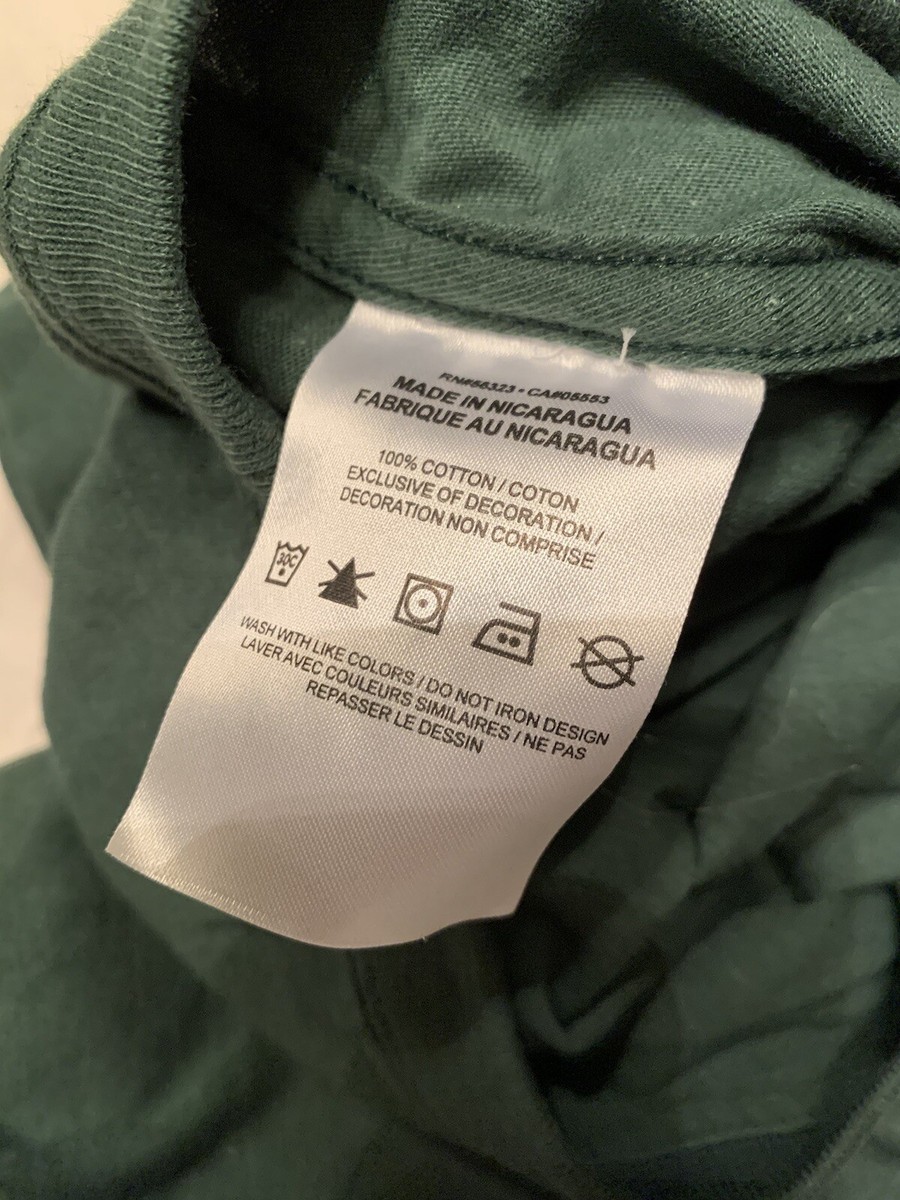 RN#56323 • CA#05553
MADE IN NICARAGUA
FABRIQUE AU NICARAGUA
100% COTTON / COTON
EXCLUSIVE OF DECORATION /
DECORATION NON COMPRISE
30C
WASH WITH LIKE COLORS / DO NOT IRON DESIGN
LAVER AVEC COULEURS SIMILAIRES / NE PAS
REPASSER LE DESSIN